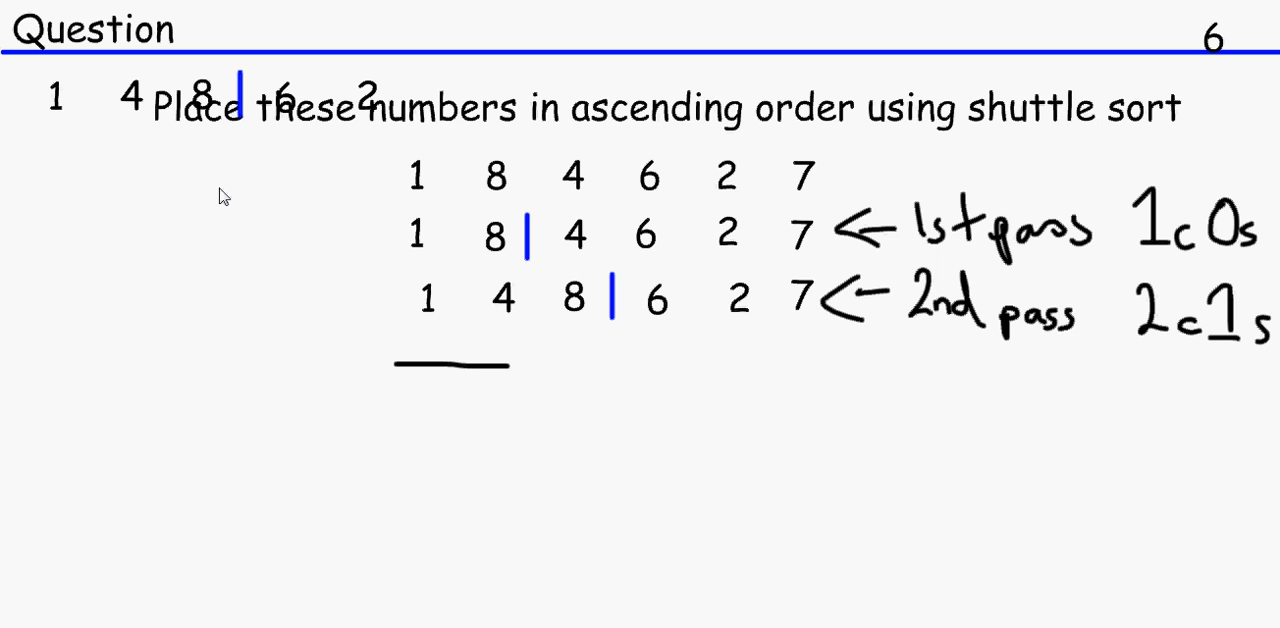 Question
6
1 4 8 | 6 2
Place these numbers in ascending order using shuttle sort
1 8 4 6 2 7
1 8 | 4 6 2 7 ← 1st pass 1c 0s
1 4 8 | 6 2 7 ← 2nd pass 2c 1s